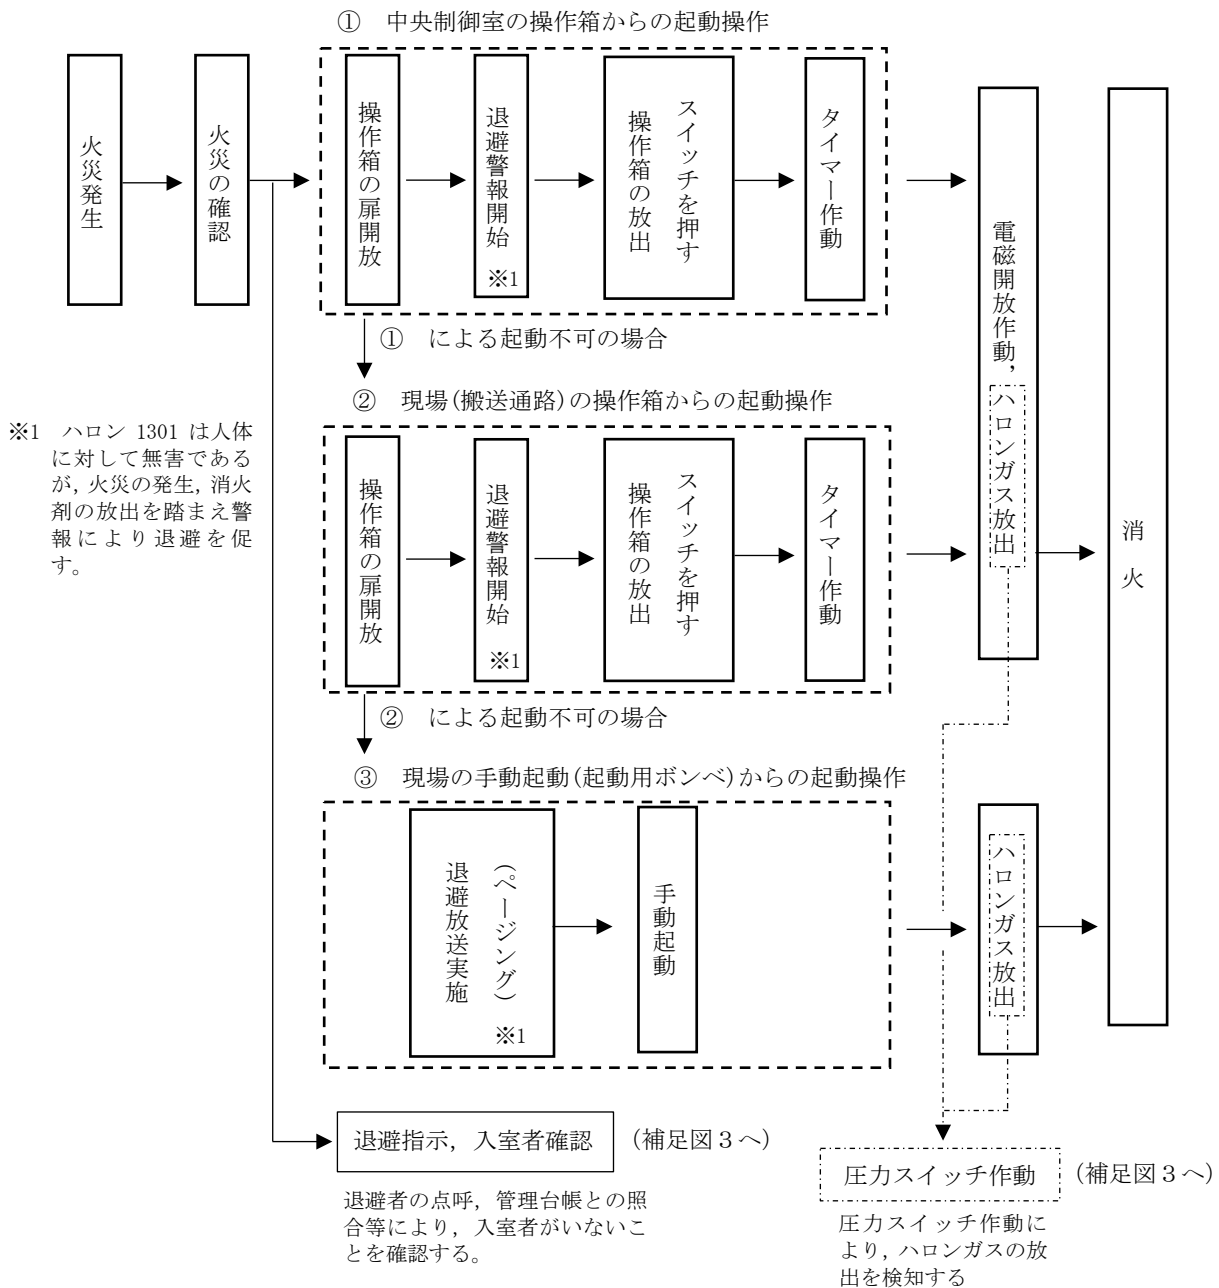 ① 中央制御室の操作箱からの起動操作
火災発生
火災の確認
操作箱の扉開放
退避警報開始 ※1
スイッチを押す
操作箱の放出
タイマー作動
① による起動不可の場合
② 現場(搬送通路)の操作箱からの起動操作
操作箱の扉開放
退避警報開始 ※1
スイッチを押す
操作箱の放出
タイマー作動
電磁開放作動,ハロンガス放出
消火
※1 ハロン 1301 は人体
に対して無害である
が,火災の発生,消火
剤の放出を踏まえ警
報により退避を促
す。
② による起動不可の場合
③ 現場の手動起動(起動用ボンベ)からの起動操作
(ページング) ※1
退避放送実施
手動起動
ハロンガス放出
退避指示,入室者確認 (補足図3へ)
退避者の点呼,管理台帳との照
合等により,入室者がいないこ
とを確認する。
圧力スイッチ作動 (補足図3へ)
圧力スイッチ作動に
より,ハロンガスの放
出を検知する